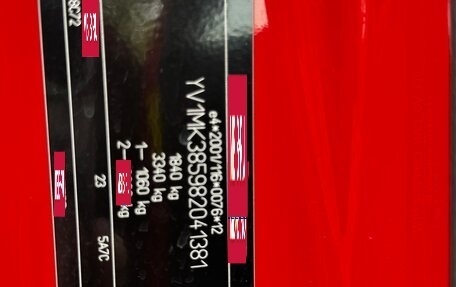 e4*2001/116*0076*12
YV1MK385982041381
1840 kg
3340 kg
1– 1060 kg
2– kg
23 5A7C